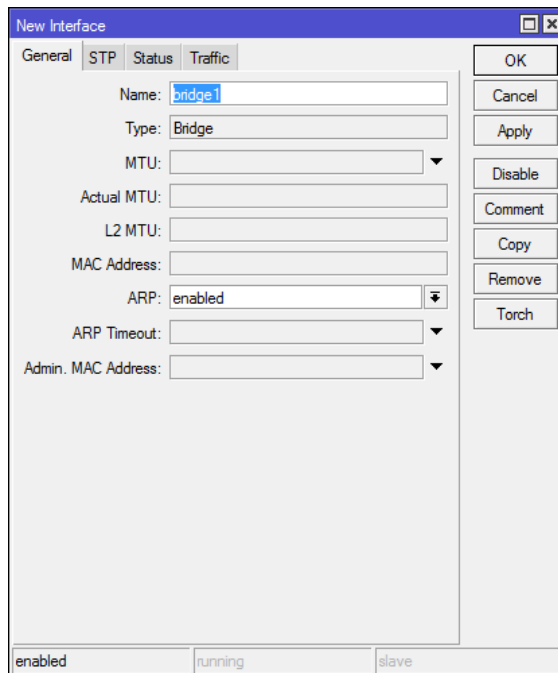 New Interface
General STP Status Traffic
Name: bridge1
Type: Bridge
MTU:
Actual MTU:
L2 MTU:
MAC Address:
ARP: enabled
ARP Timeout:
Admin. MAC Address:
OK
Cancel
Apply
Disable
Comment
Copy
Remove
Torch
enabled running slave